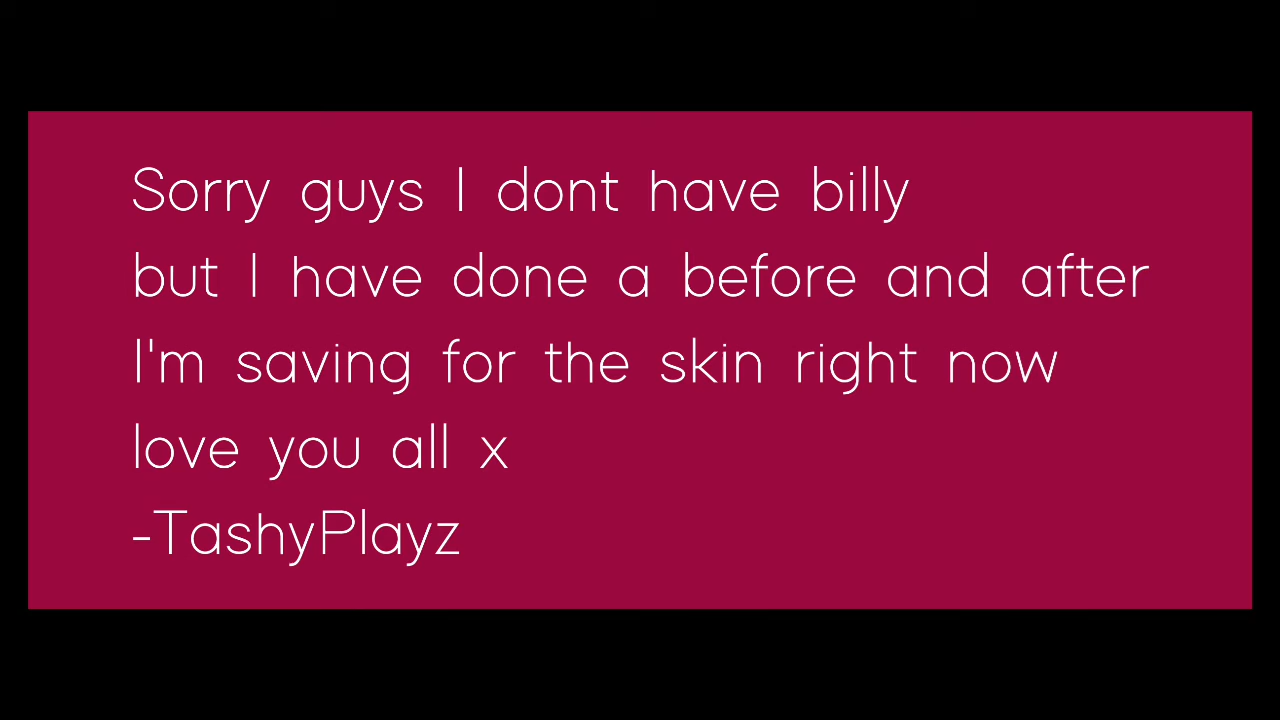 Sorry guys I dont have billy
but I have done a before and after
I'm saving for the skin right now
love you all x
-TashyPlayz